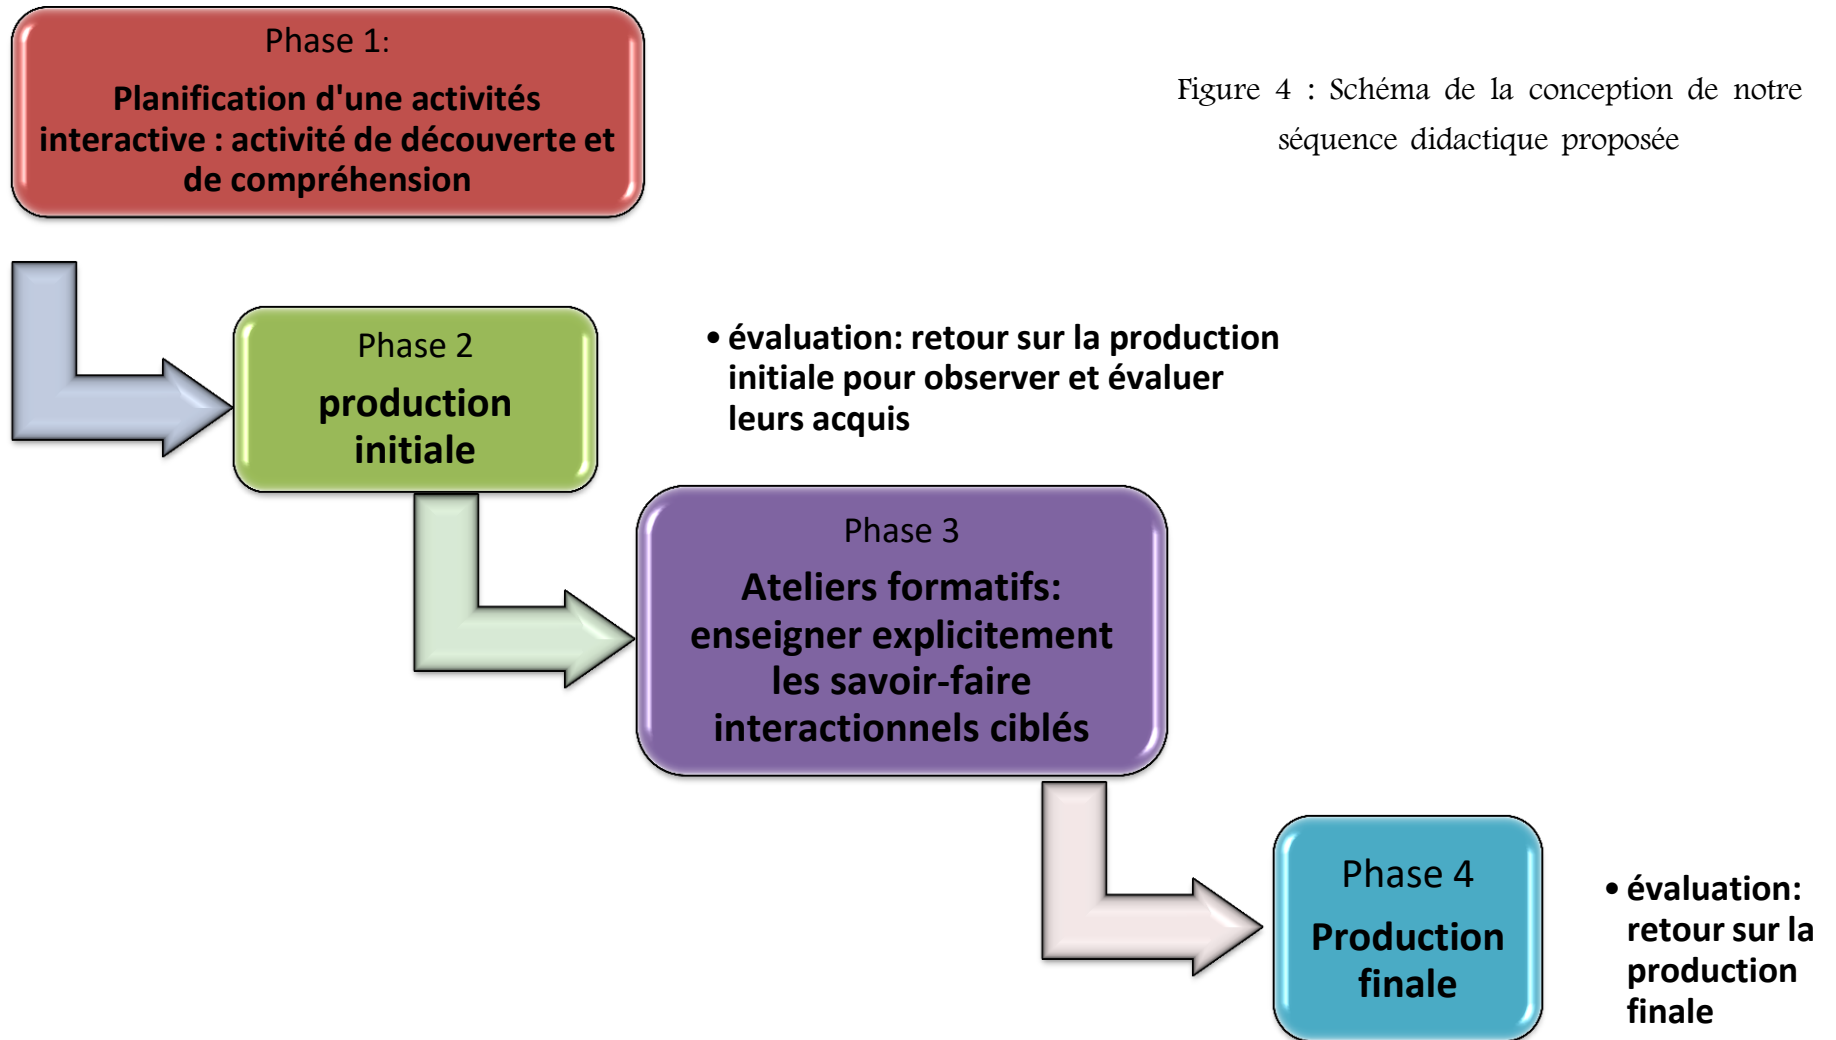 Phase 1:
Planification d'une activités
interactive : activité de découverte et
de compréhension
Figure 4 : Schéma de la conception de notre
séquence didactique proposée
Phase 2
production
initiale
• évaluation: retour sur la production
initiale pour observer et évaluer
leurs acquis
Phase 3
Ateliers formatifs:
enseigner explicitement
les savoir-faire
interactionnels ciblés
Phase 4
Production
finale
• évaluation:
retour sur la
production
finale